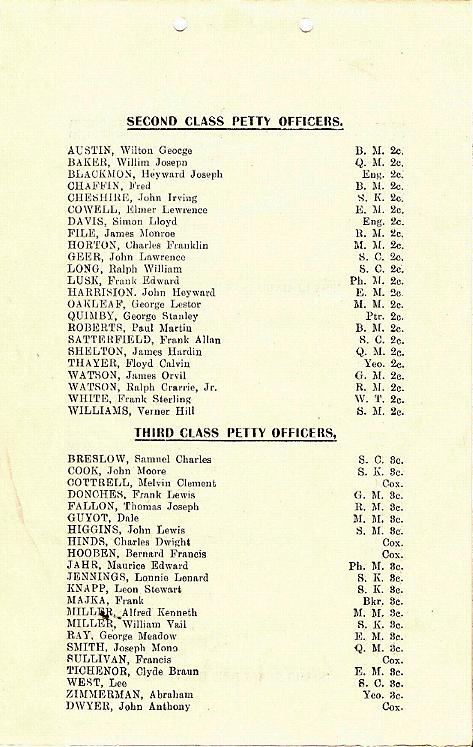 SECOND CLASS PETTY OFFICERS.
AUSTIN, Wilton Geocge B. M. 2c.
BAKER, Willim Joseph Q. M. 2c.
BLACKMON, Heyward Joseph Eng. 2c.
CHAFFIN, Fred B. M. 2c.
CHESHIRE, John Irving S. K. 2c.
COWELL, Elmer Lewrence E. M. 2c.
DAVIS, Simon Lloyd Eng. 2c.
FILE, James Monroe R. M. 2c.
HORTON, Charles Franklin M. M. 2c.
GEER, John Lawrence S. C. 2c.
LONG, Ralph William S. C. 2c.
LUSK, Frank Edward Ph. M. 2c.
HARRISION. John Heyward E. M. 2c.
OAKLEAF, George Lestor M. M. 2c.
QUIMBY, George Stanley Ptr. 2c.
ROBERTS, Paul Martin B. M. 2c.
SATTERFIELD, Frank Allan S. C. 2c.
SHELTON, James Hardin Q. M. 2c.
THAYER, Floyd Calvin Yeo. 2c.
WATSON, James Orvil G. M. 2c.
WATSON, Ralph Crarrie, Jr. R. M. 2c.
WHITE, Frank Sterling W. T. 2c.
WILLIAMS, Verner Hill S. M. 2c.
THIRD CLASS PETTY OFFICERS,
BRESLOW, Samuel Charles S. C. 3c.
COOK, John Moore S. K. 3c.
COTTRELL, Melvin Clement Cox.
DONCHES, Frank Lewis G. M. 3c.
FALLON, Thomas Joseph R. M. 3c.
GUYOT, Dale M. M. 3c.
HIGGINS, John Lewis S. M. 3c.
HINDS, Charles Dwight Cox.
HOOBEN, Bernard Francis Cox.
JAHR, Maurice Edward Ph. M. 3c.
JENNINGS, Lonnie Lenard S. K. 3c.
KNAPP, Leon Stewart S. K. 3c.
MAJKA, Frank Bkr. 3c.
MILLER, Alfred Kenneth M. M. 3c.
MILLER, William Vail S. K. 3c.
RAY, George Meadow E. M. 3c.
SMITH, Joseph Mono Q. M. 3c.
SULLIVAN, Francis Cox.
TICHENOR, Clyde Braun E. M. 3c.
WEST, Lee S. C. 3c.
ZIMMERMAN, Abraham Yeo. 3c.
DWYER, John Anthony Cox.